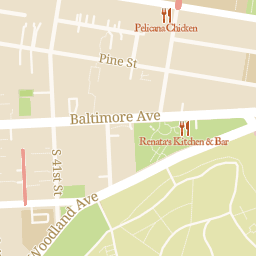 Pelicana Chicken
Pine St
Baltimore Ave
Renata's Kitchen & Bar
S 41st St
Woodland Ave